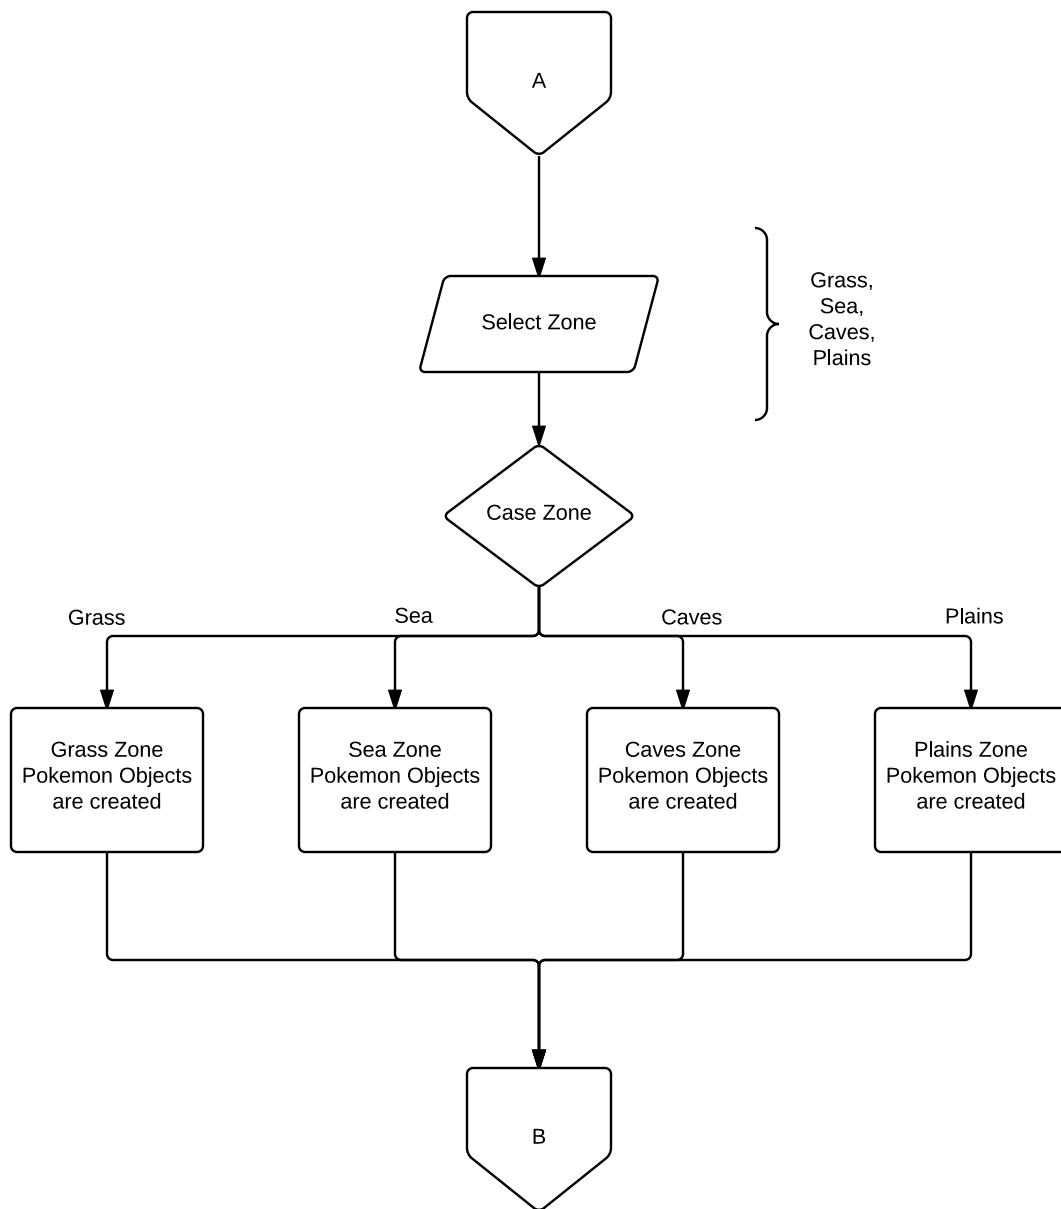 A
Select Zone
Grass,
Sea,
Caves,
Plains
Case Zone
Grass
Sea
Caves
Plains
Grass Zone
Pokemon Objects
are created
Sea Zone
Pokemon Objects
are created
Caves Zone
Pokemon Objects
are created
Plains Zone
Pokemon Objects
are created
B